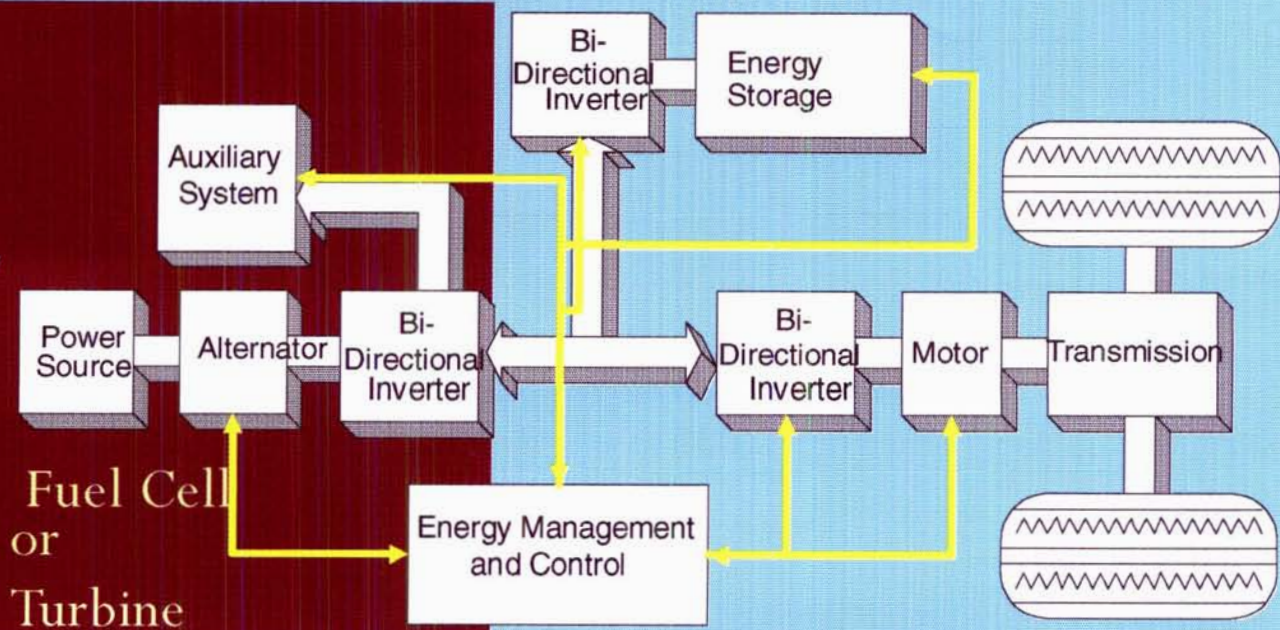 Bi-
Directional
Inverter
Energy
Storage
Auxiliary
System
Power
Source
Alternator
Bi-
Directional
Inverter
Bi-
Directional
Inverter
Motor
Transmission
Fuel Cell
or
Turbine
Energy Management
and Control